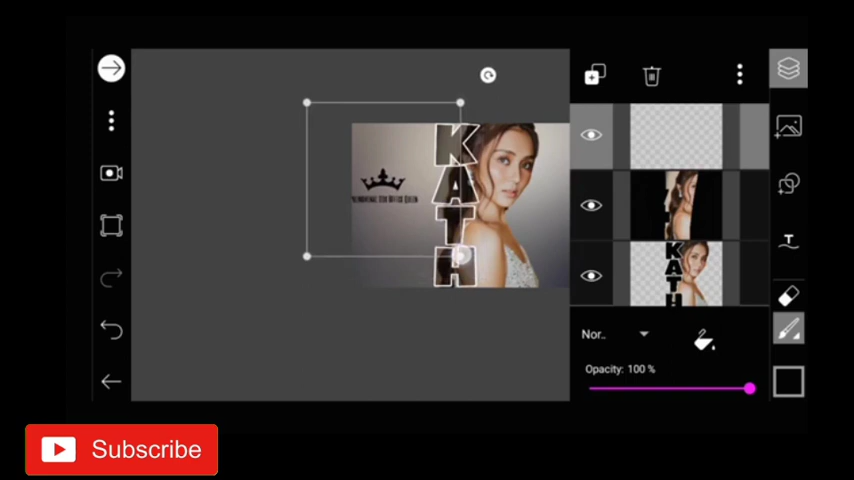 KATH
KATH
Nor..
Opacity: 100 %
Subscribe